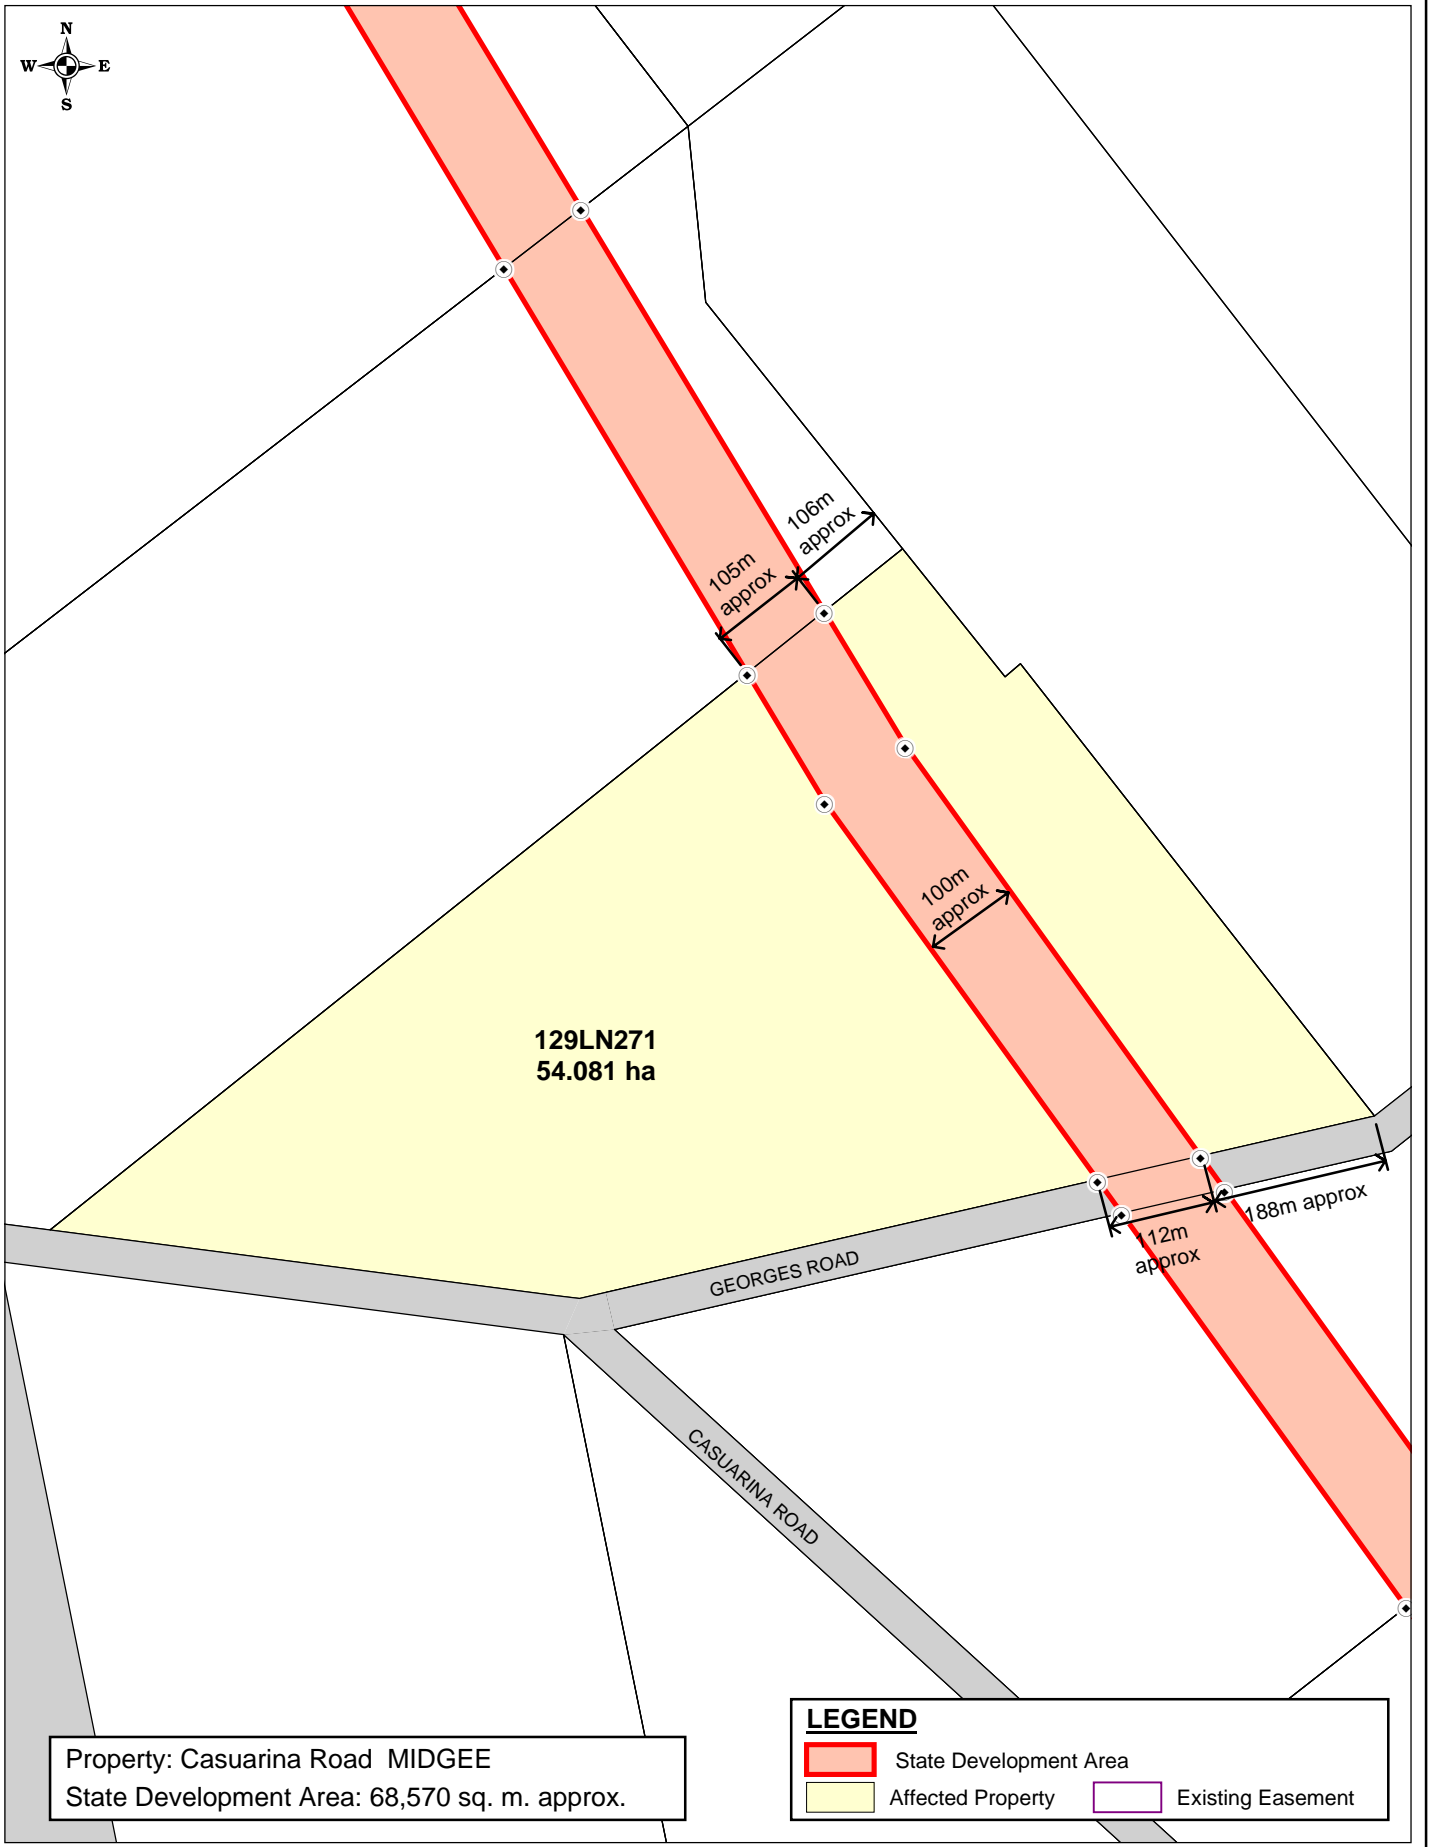 N
W E
S
106m
approx
105m
approx
100m
approx
129LN271
54.081 ha
188m approx
112m
approx
GEORGES ROAD
CASUARINA ROAD
Property: Casuarina Road MIDGEE
State Development Area: 68,570 sq. m. approx.
LEGEND
State Development Area
Affected Property Existing Easement